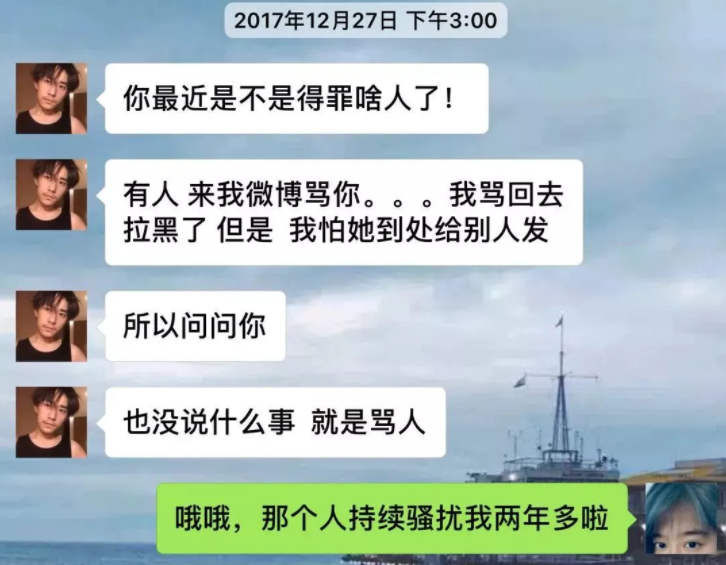 2017年12月27日 下午3:00
你最近是不是得罪啥人了！
有人 来我微博骂你。。。我骂回去
拉黑了 但是 我怕她到处给别人发
所以问问你
也没说什么事 就是骂人
哦哦，那个人持续骚扰我两年多啦